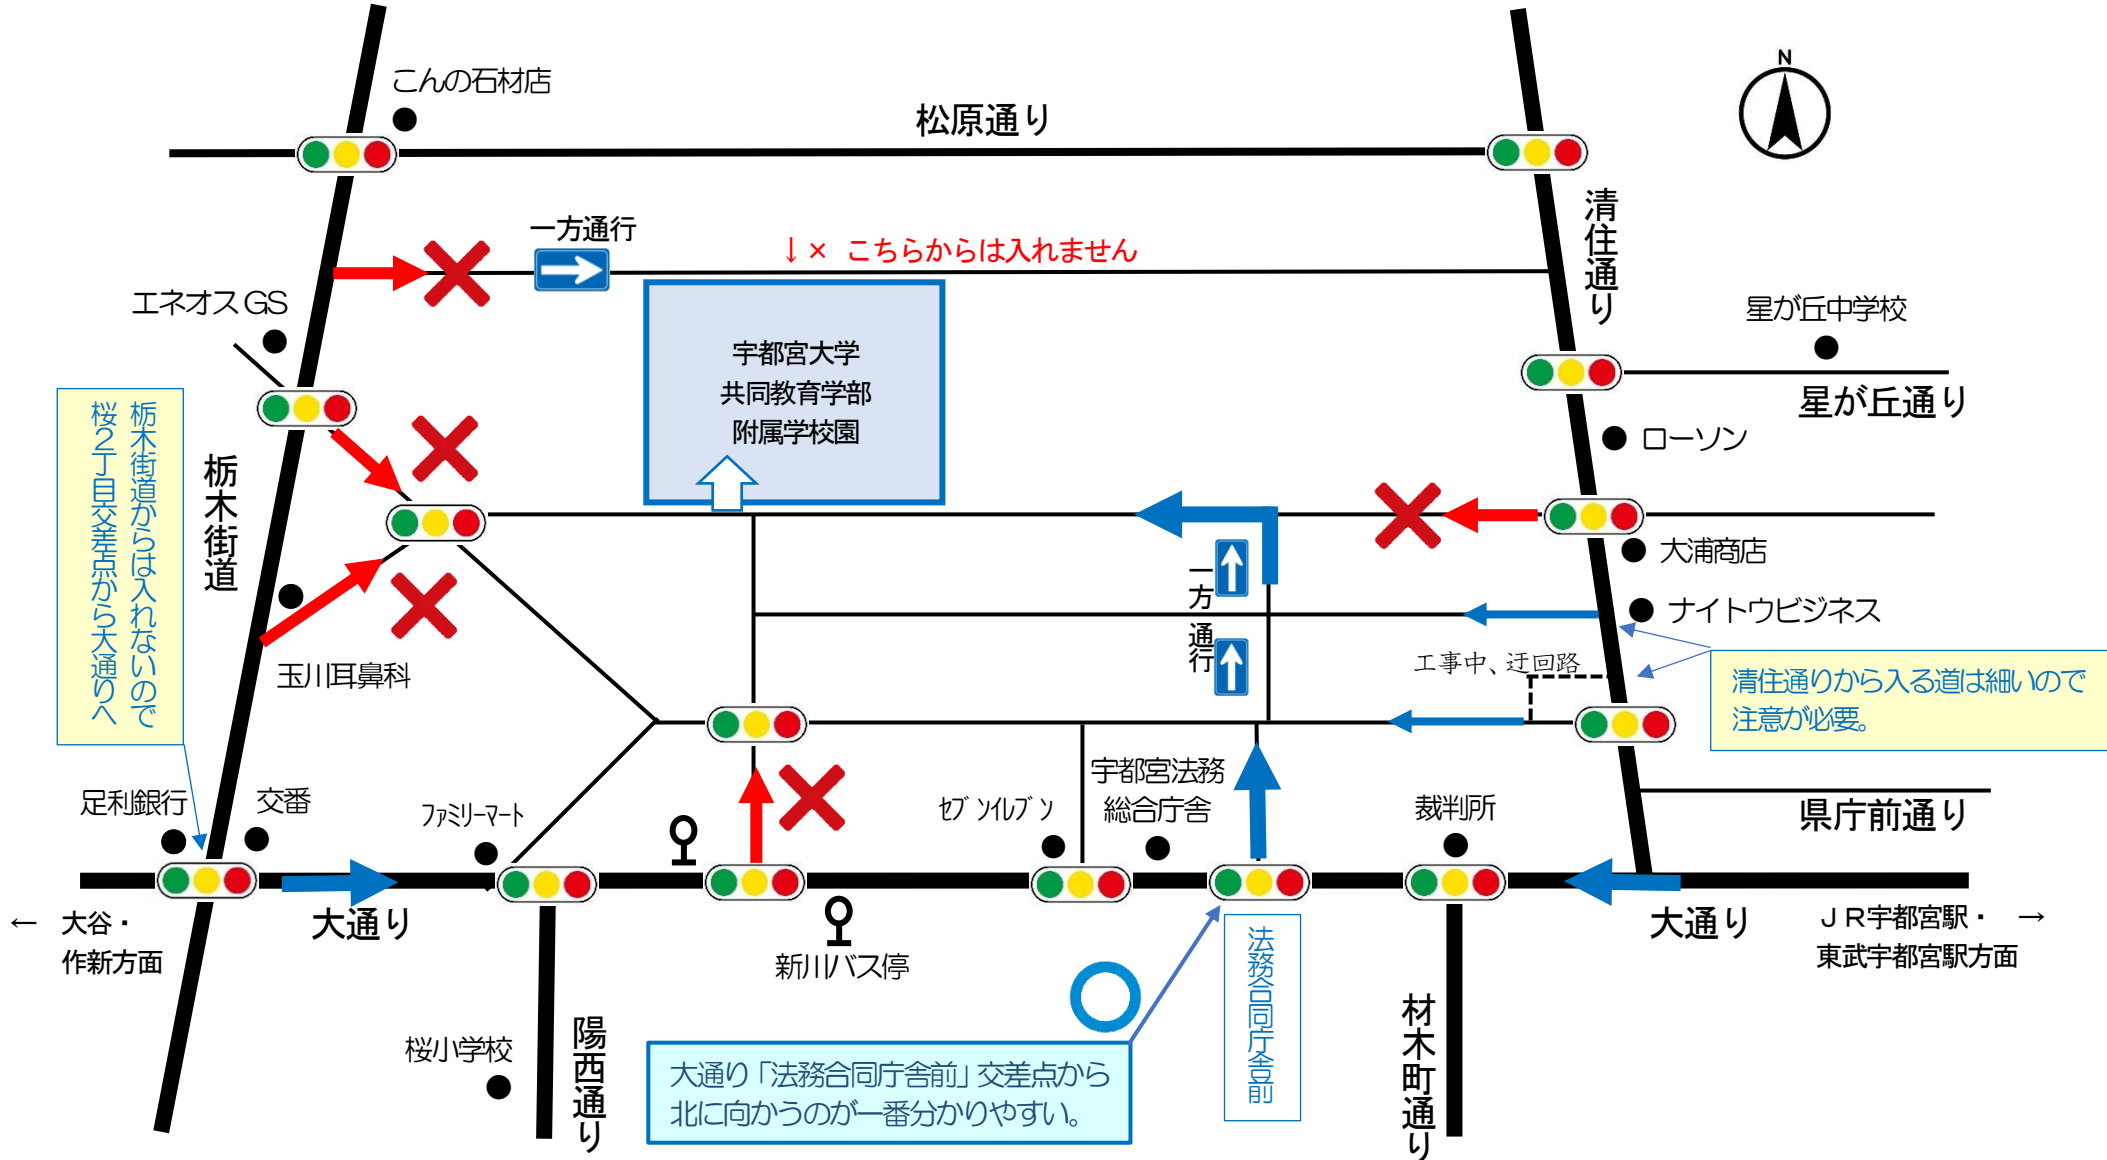 N
こんの石材店
松原通り
清住通り
一方通行
↓× こちらからは入れません
エネオスGS
星が丘中学校
星が丘通り
宇都宮大学
共同教育学部
附属学校園
栃木街道からは入れないので
桜2丁目交差点から大通りへ
栃木街道
ローソン
大浦商店
一方通行
ナイトウビジネス
玉川耳鼻科
工事中、迂回路
清住通りから入る道は細いので
注意が必要。
足利銀行
交番
ファミリーマート
セブンイレブン
宇都宮法務
総合庁舎
裁判所
県庁前通り
← 大谷・
作新方面
大通り
新川バス停
法務合同庁舎前
大通り
JR宇都宮駅・ →
東武宇都宮駅方面
桜小学校
陽西通り
大通り「法務合同庁舎前」交差点から
北に向かうのが一番分かりやすい。
材木町通り